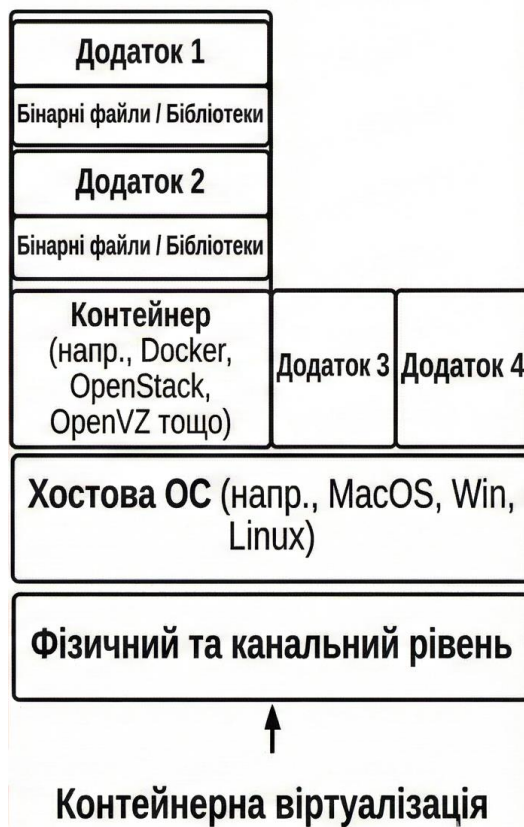 Додаток 1
Бінарні файли / Бібліотеки
Додаток 2
Бінарні файли / Бібліотеки
Контейнер
(напр., Docker,
OpenStack,
OpenVZ тощо)
Додаток 3
Додаток 4
Хостова ОС (напр., MacOS, Win,
Linux)
Фізичний та канальний рівень
Контейнерна віртуалізація